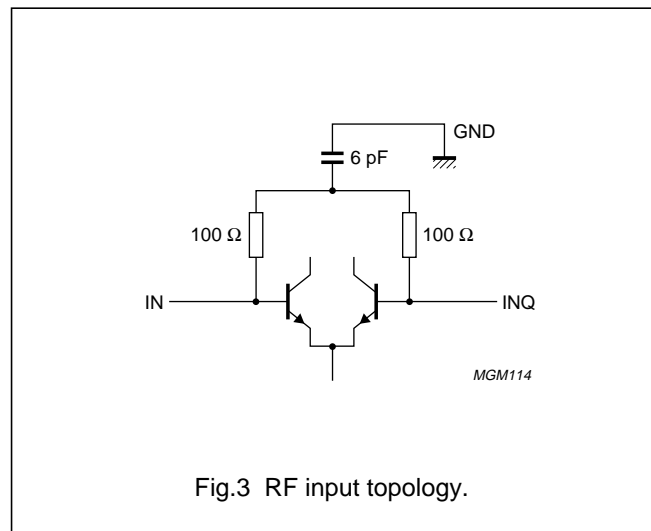 GND
6 pF
100 Ω
100 Ω
IN
INQ
MGM114
Fig.3 RF input topology.